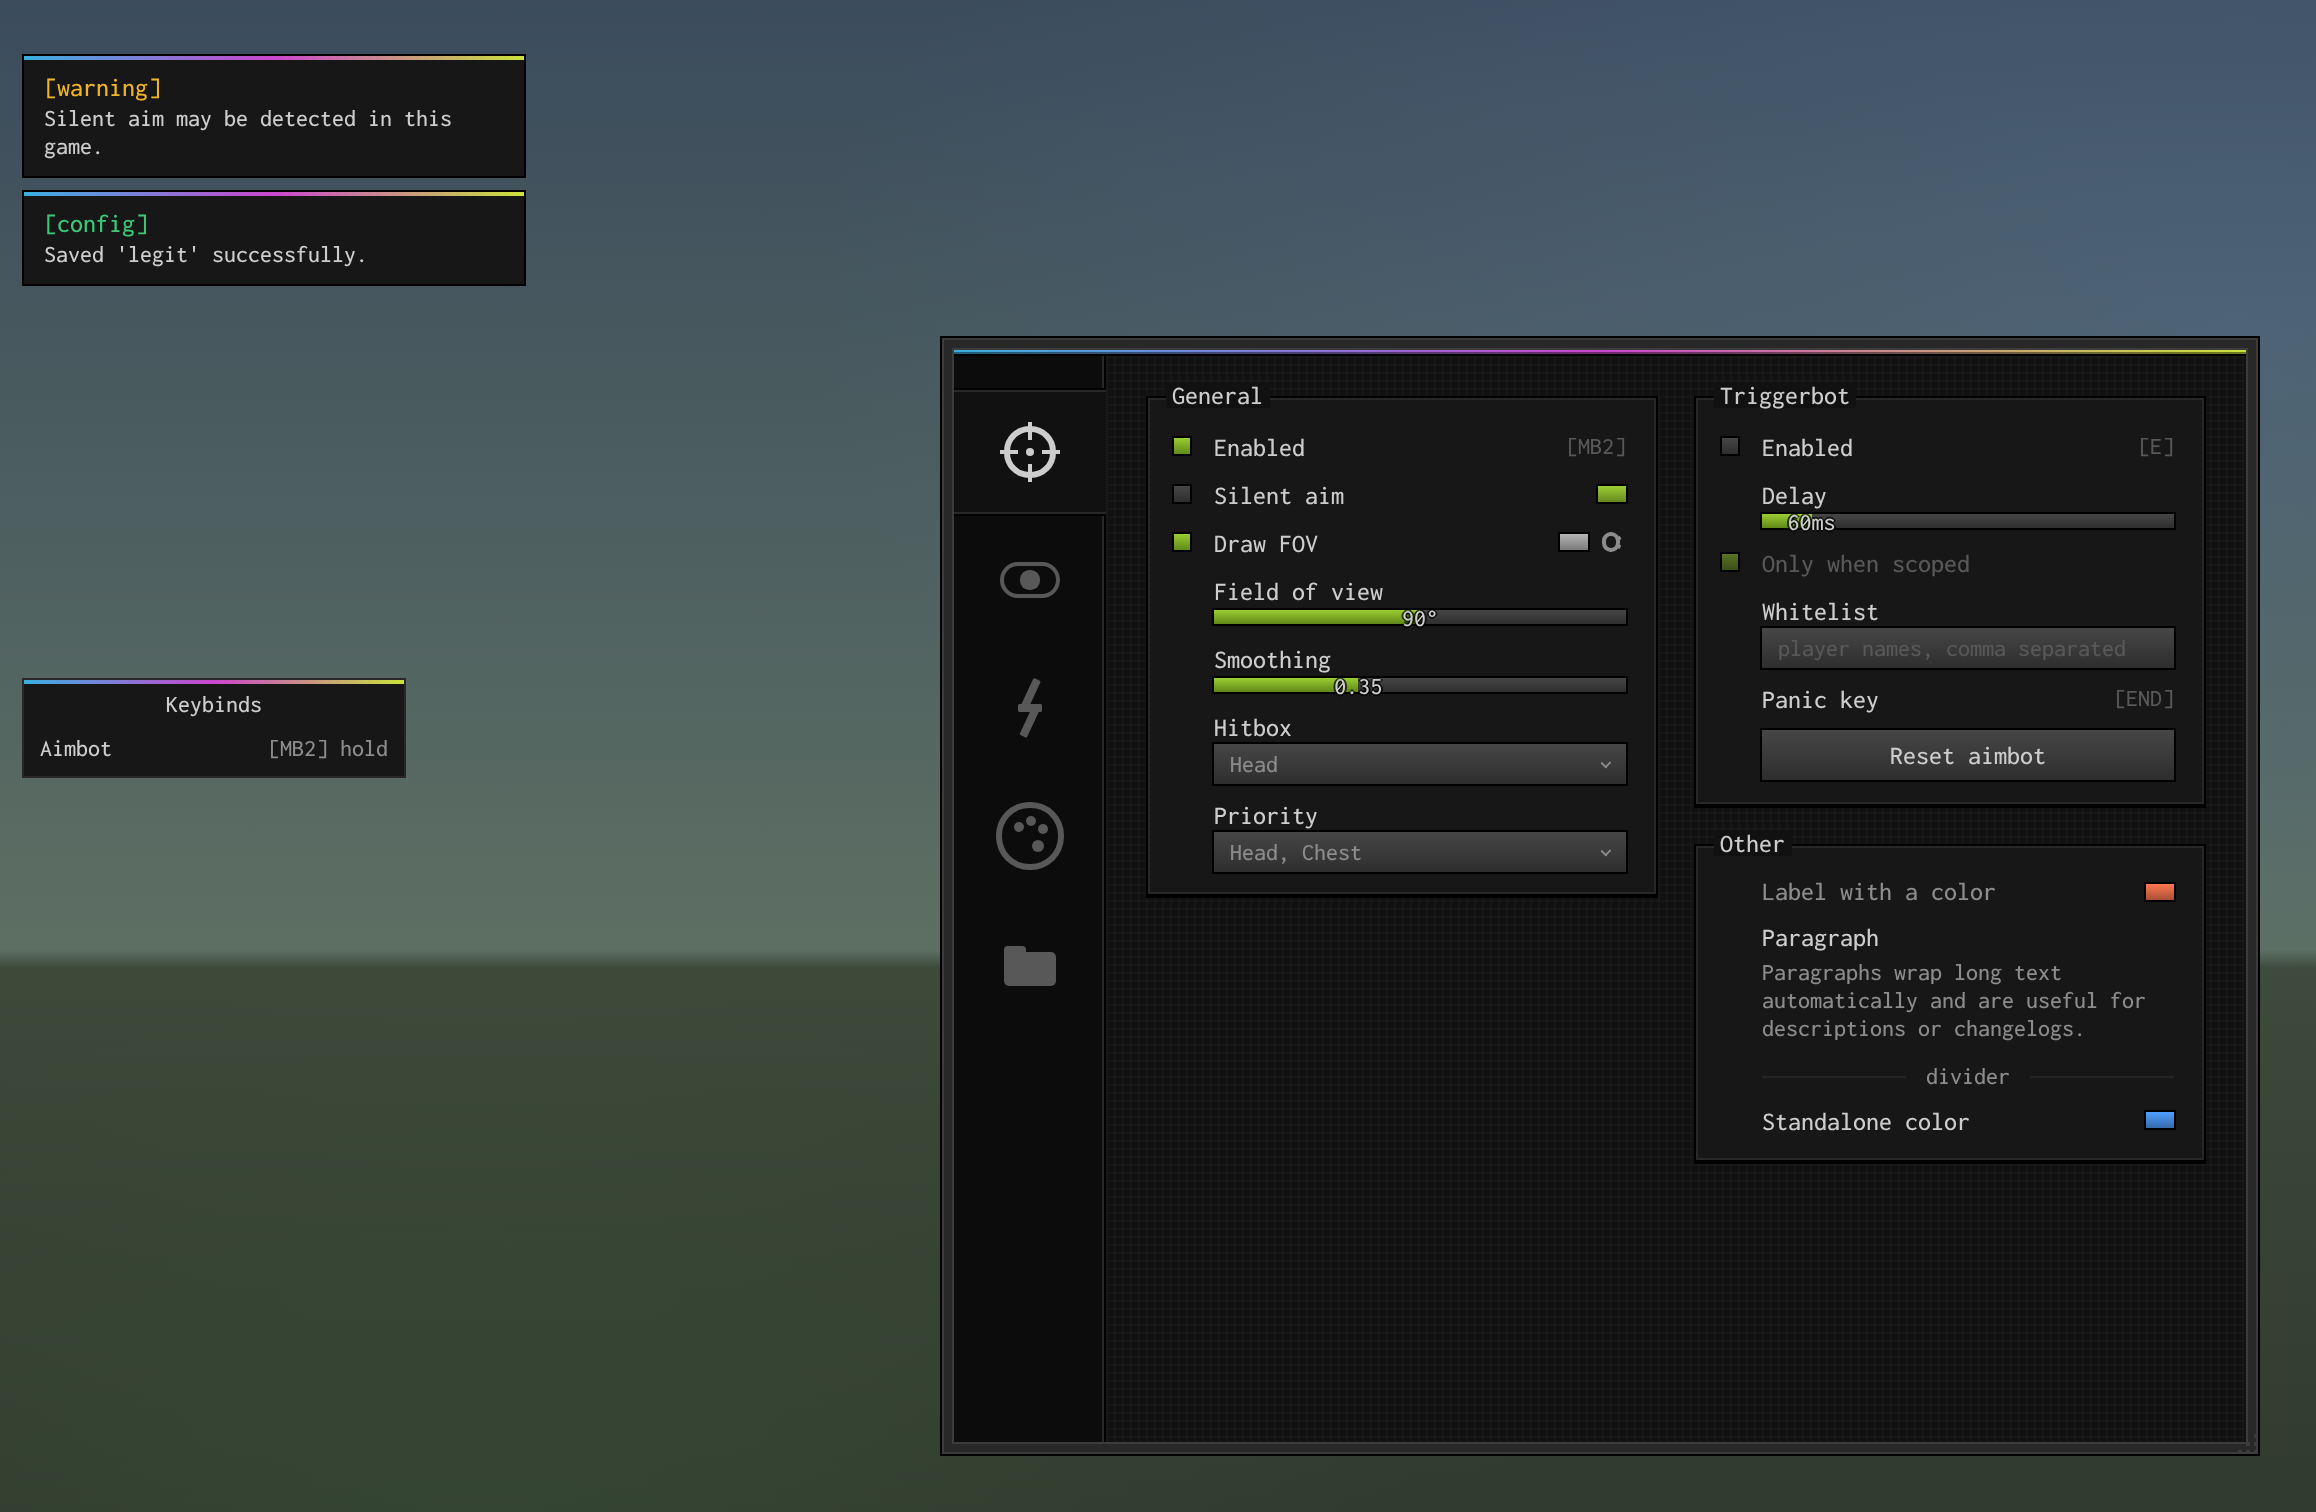 [warning]
Silent aim may be detected in this
game.
[config]
Saved 'legit' successfully.
Keybinds
Aimbot [MB2] hold
General
Enabled [MB2]
Silent aim
Draw FOV
Field of view
90°
Smoothing
0.35
Hitbox
Head
Priority
Head, Chest
Triggerbot
Enabled [E]
Delay
60ms
Only when scoped
Whitelist
player names, comma separated
Panic key [END]
Reset aimbot
Other
Label with a color
Paragraph
Paragraphs wrap long text
automatically and are useful for
descriptions or changelogs.
divider
Standalone color